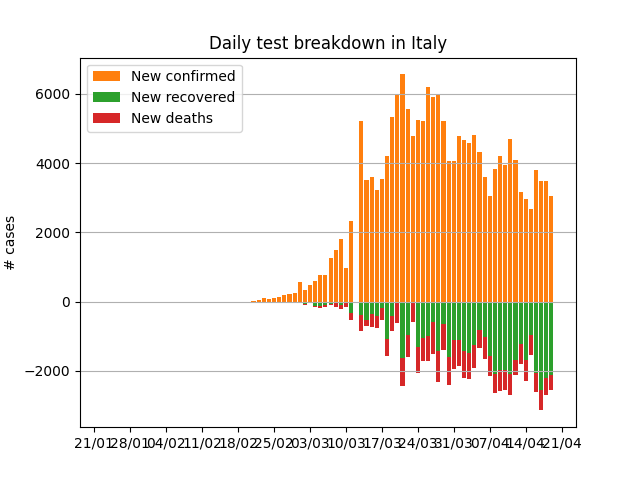 Daily test breakdown in Italy
New confirmed
New recovered
New deaths
# cases
6000
4000
2000
0
−2000
21/01 28/01 04/02 11/02 18/02 25/02 03/03 10/03 17/03 24/03 31/03 07/04 14/04 21/04